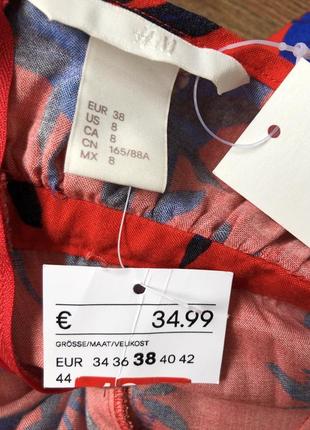 H&M
EUR 38
US 8
CA 8
CN 165/88A
MX 8
€ 34.99
GRÖSSE/MAAT/VELIKOST
EUR 34 36 38 40 42
44